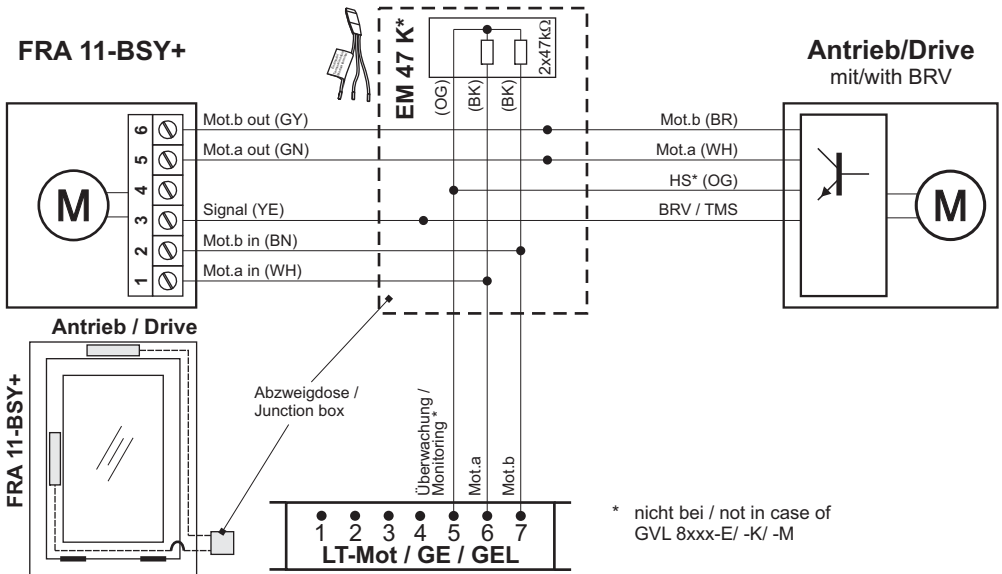 FRA 11-BSY+
EM 47 K*
2x47kΩ
(OG)
(BK)
(BK)
Antrieb/Drive
mit/with BRV
M
6
5
4
3
2
1
Mot.b out (GY)
Mot.a out (GN)
Signal (YE)
Mot.b in (BN)
Mot.a in (WH)
Mot.b (BR)
Mot.a (WH)
HS* (OG)
BRV / TMS
M
Antrieb / Drive
FRA 11-BSY+
Abzweigdose /
Junction box
Überwachung /
Monitoring *
Mot.a
Mot.b
1 2 3 4 5 6 7
LT-Mot / GE / GEL
* nicht bei / not in case of
GVL 8xxx-E/ -K/ -M